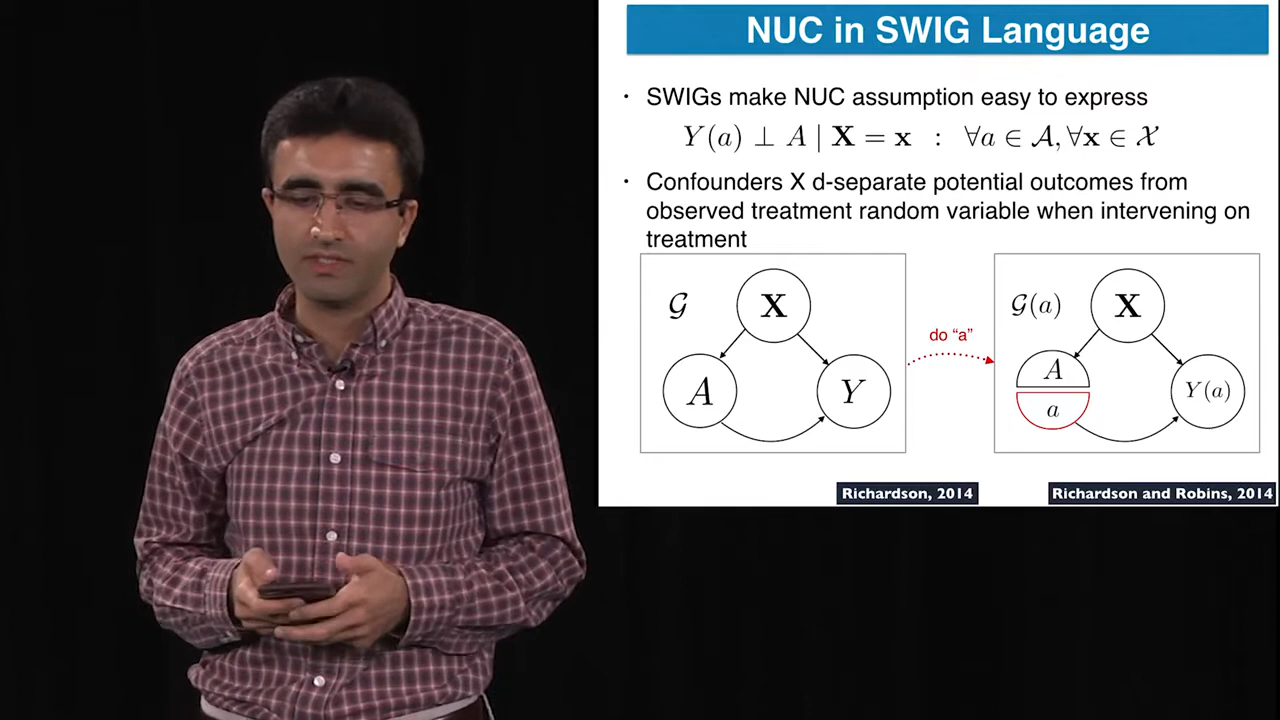 NUC in SWIG Language
• SWIGs make NUC assumption easy to express
Y(a) ⊥ A | X = x : ∀a ∈ 𝒜, ∀x ∈ 𝒳
• Confounders X d-separate potential outcomes from
observed treatment random variable when intervening on
treatment
𝒢
X
A
Y
do "a"
𝒢(a)
X
A
a
Y(a)
Richardson, 2014
Richardson and Robins, 2014